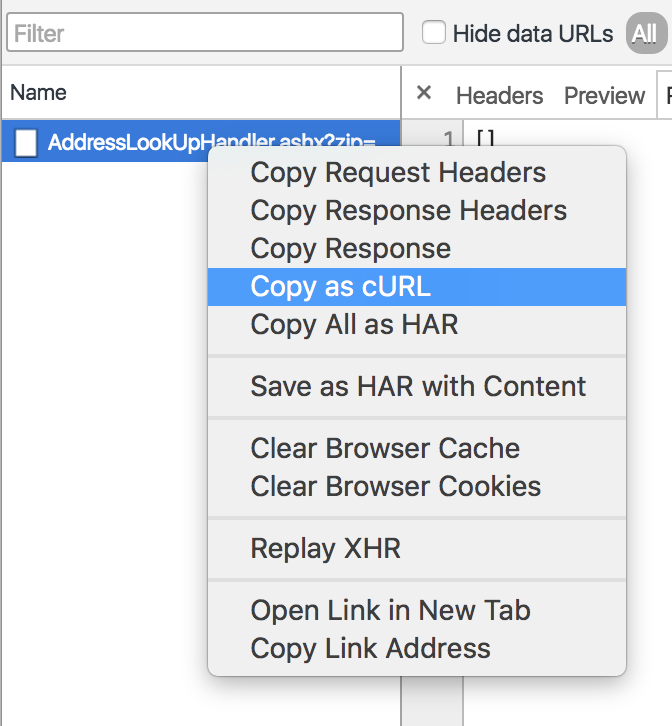 Filter
Hide data URLs
All
Name
× Headers Preview
AddressLookUpHandler.ashx?zip=
1 []
Copy Request Headers
Copy Response Headers
Copy Response
Copy as cURL
Copy All as HAR
Save as HAR with Content
Clear Browser Cache
Clear Browser Cookies
Replay XHR
Open Link in New Tab
Copy Link Address